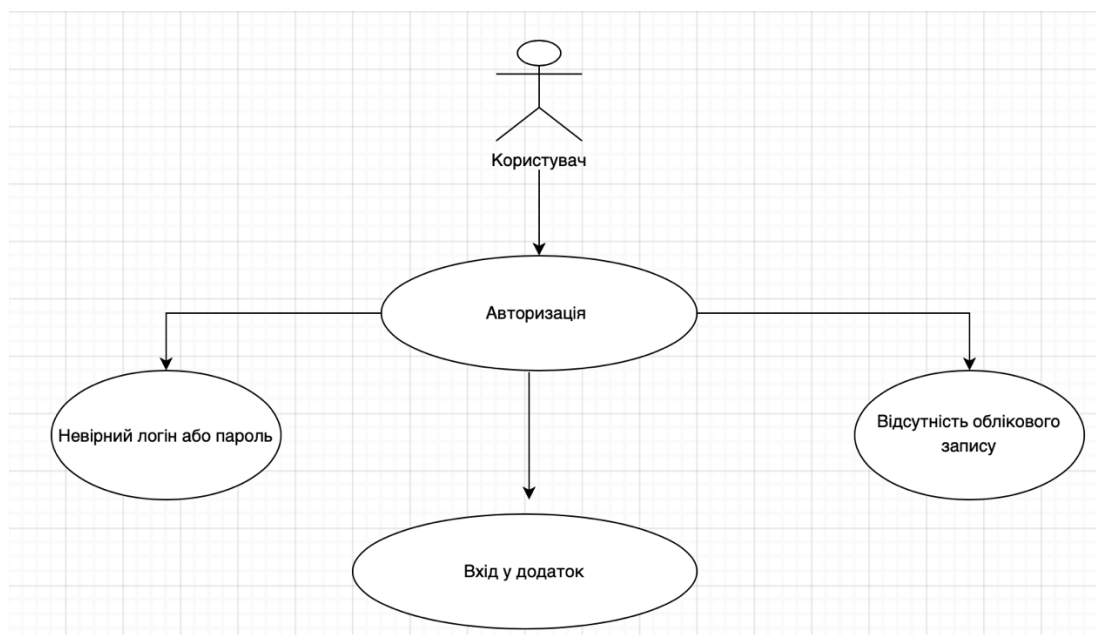 Користувач
Авторизація
Невірний логін або пароль
Відсутність облікового
запису
Вхід у додаток